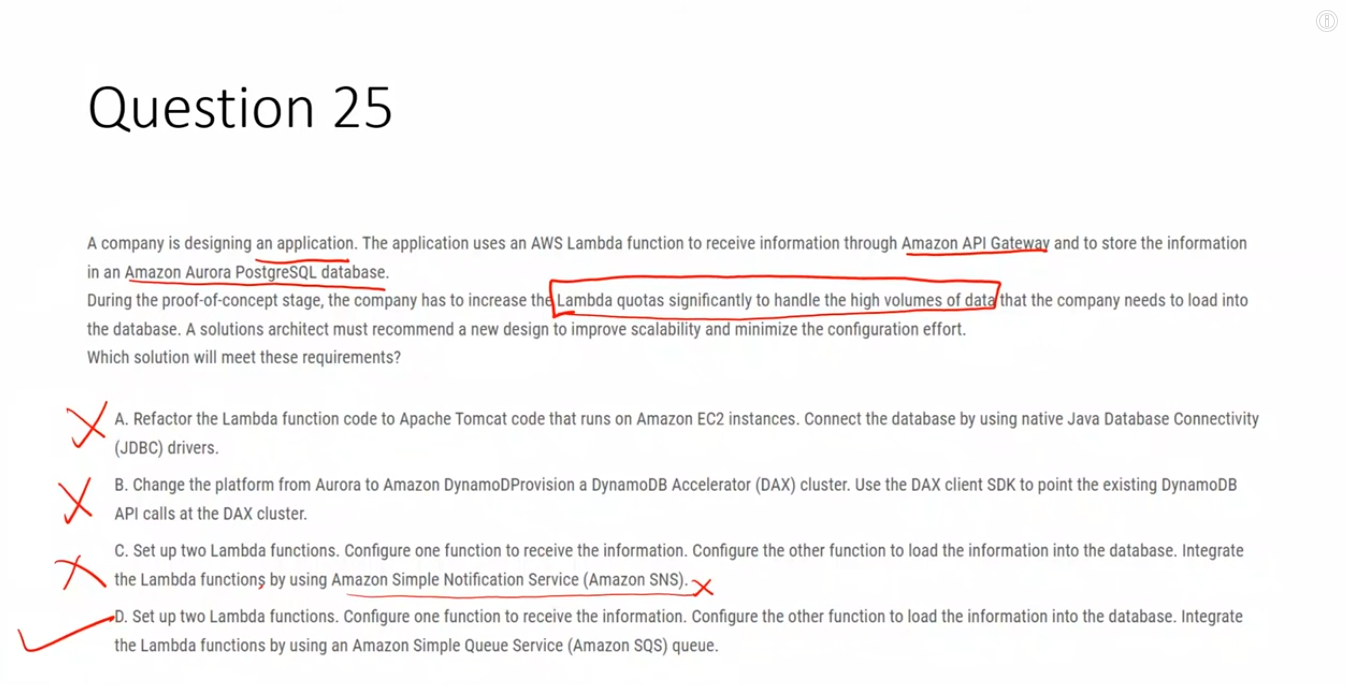 Question 25
A company is designing an application. The application uses an AWS Lambda function to receive information through Amazon API Gateway and to store the information
in an Amazon Aurora PostgreSQL database.
During the proof-of-concept stage, the company has to increase the Lambda quotas significantly to handle the high volumes of data that the company needs to load into
the database. A solutions architect must recommend a new design to improve scalability and minimize the configuration effort.
Which solution will meet these requirements?
A. Refactor the Lambda function code to Apache Tomcat code that runs on Amazon EC2 instances. Connect the database by using native Java Database Connectivity
(JDBC) drivers.
B. Change the platform from Aurora to Amazon DynamoDProvision a DynamoDB Accelerator (DAX) cluster. Use the DAX client SDK to point the existing DynamoDB
API calls at the DAX cluster.
C. Set up two Lambda functions. Configure one function to receive the information. Configure the other function to load the information into the database. Integrate
the Lambda functions by using Amazon Simple Notification Service (Amazon SNS).
D. Set up two Lambda functions. Configure one function to receive the information. Configure the other function to load the information into the database. Integrate
the Lambda functions by using an Amazon Simple Queue Service (Amazon SQS) queue.